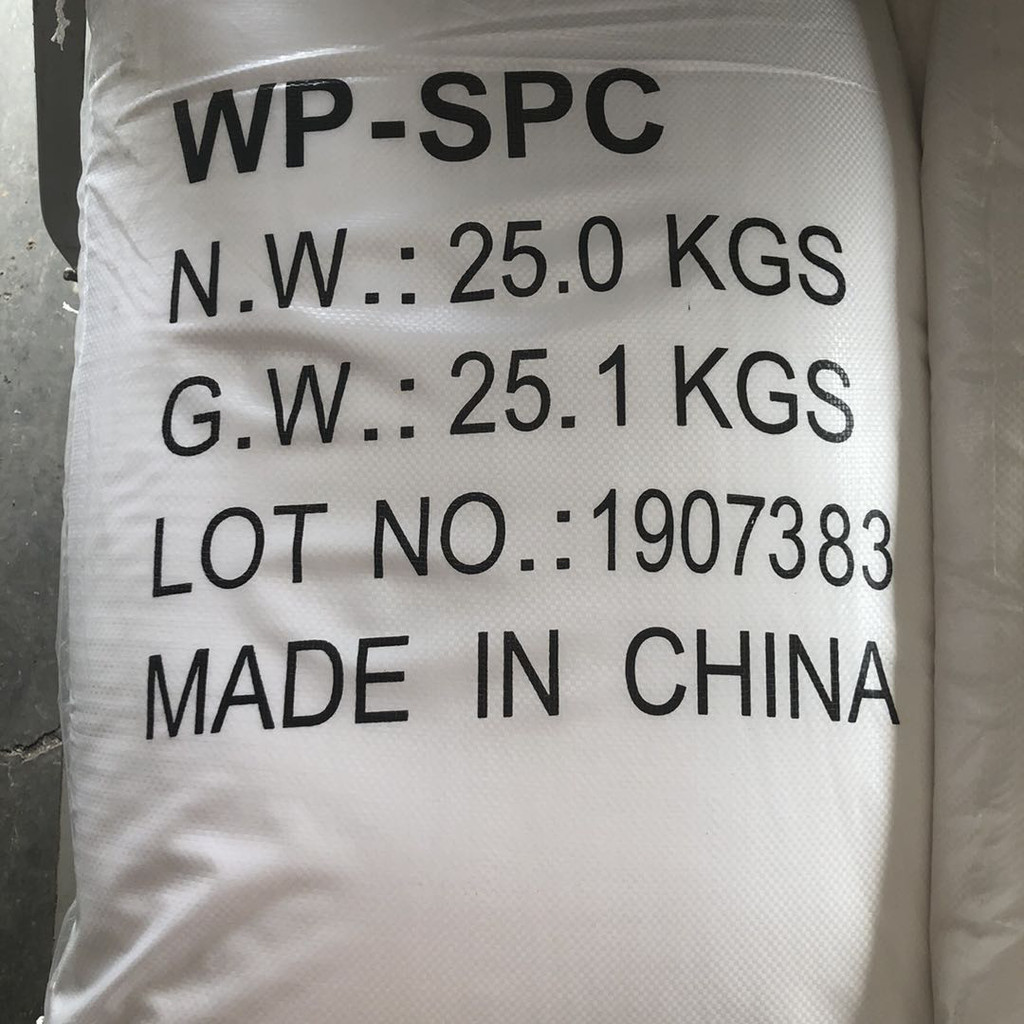 WP-SPC
N.W.: 25.0 KGS
G.W.: 25.1 KGS
LOT NO.:1907383
MADE IN CHINA